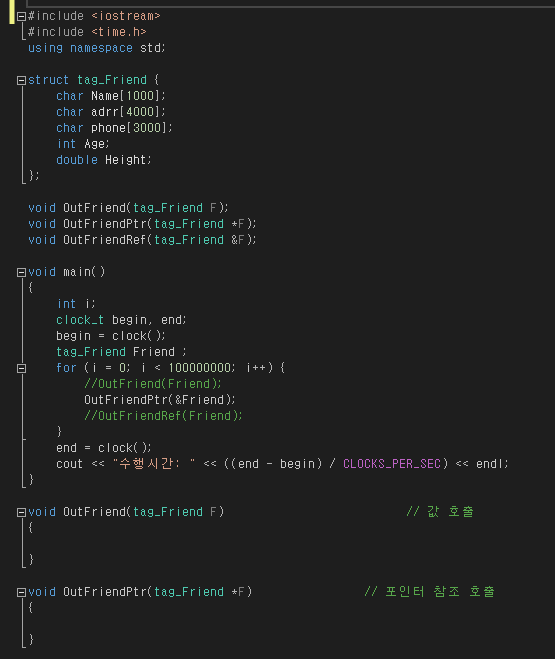 #include <iostream>
#include <time.h>
using namespace std;
struct tag_Friend {
char Name[1000];
char adrr[4000];
char phone[3000];
int Age;
double Height;
};
void OutFriend(tag_Friend F);
void OutFriendPtr(tag_Friend *F);
void OutFriendRef(tag_Friend &F);
void main()
{
int i;
clock_t begin, end;
begin = clock();
tag_Friend Friend ;
for (i = 0; i < 100000000; i++) {
//OutFriend(Friend);
OutFriendPtr(&Friend);
//OutFriendRef(Friend);
}
end = clock();
cout << "수행시간: " << ((end - begin) / CLOCKS_PER_SEC) << endl;
}
void OutFriend(tag_Friend F) // 값 호출
{
}
void OutFriendPtr(tag_Friend *F) // 포인터 참조 호출
{
}